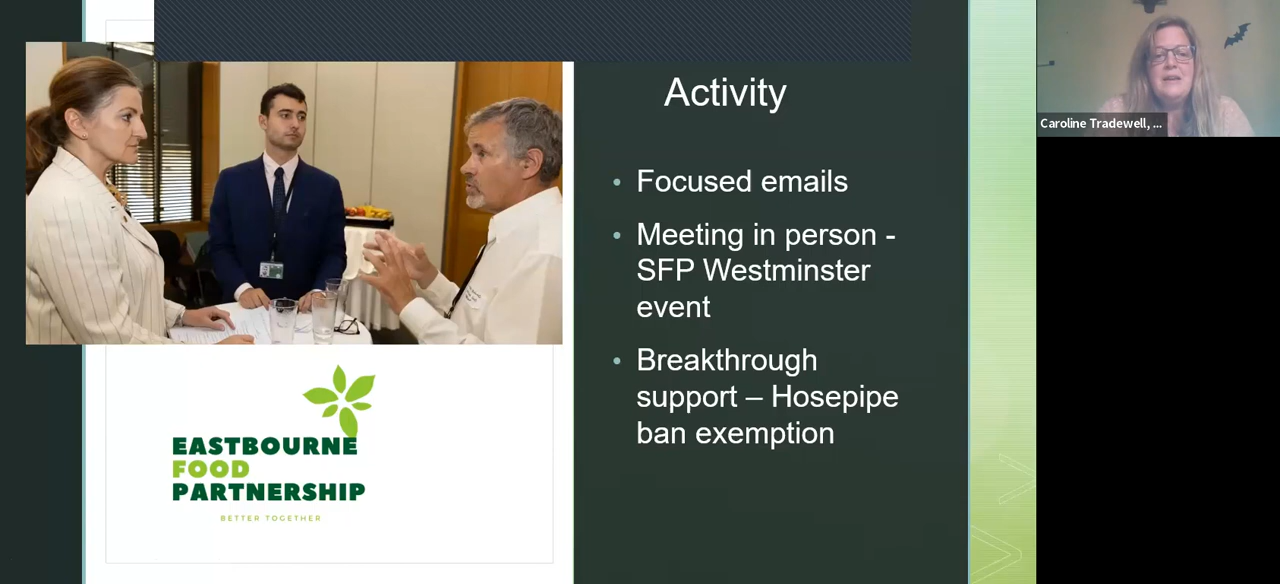 Activity
• Focused emails
• Meeting in person -
SFP Westminster
event
• Breakthrough
support – Hosepipe
ban exemption
EASTBOURNE
FOOD
PARTNERSHIP
BETTER TOGETHER
Caroline Tradewell, ...